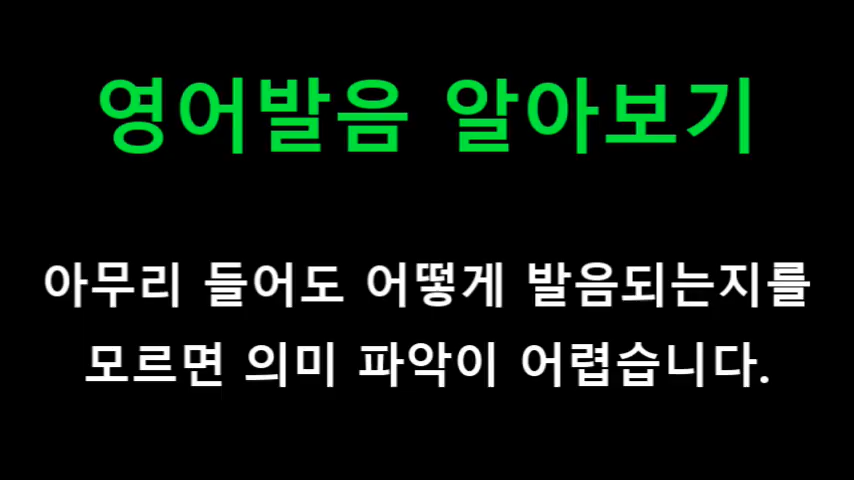 영어발음 알아보기
아무리 들어도 어떻게 발음되는지를
모르면 의미 파악이 어렵습니다.